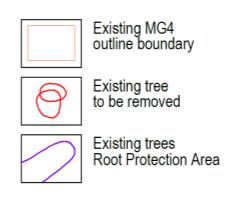 Existing MG4
outline boundary
Existing tree
to be removed
Existing trees
Root Protection Area